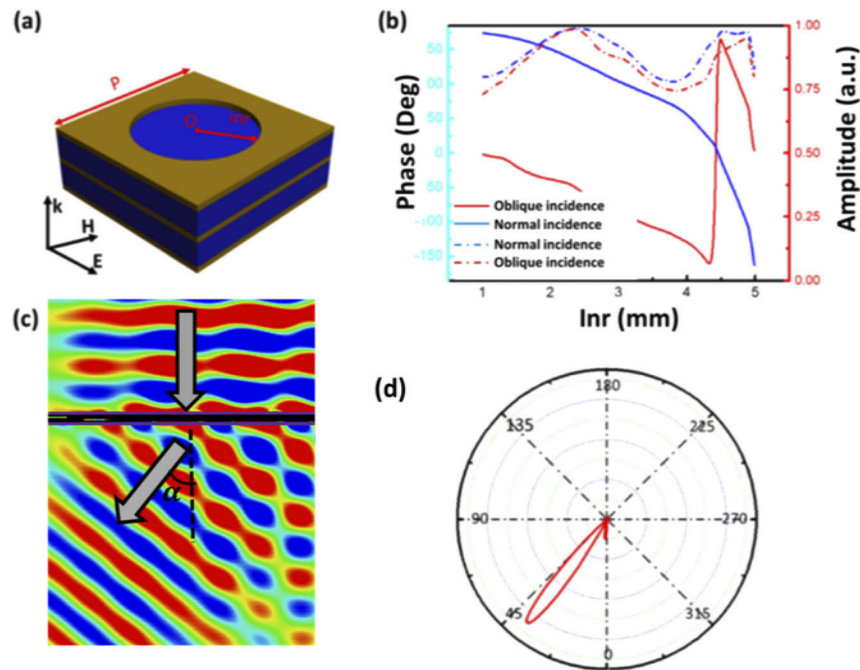 (a)
P
O
inr
k
H
E
(b)
Phase (Deg)
50
00
50
0
50
-100
-150
Oblique incidence
Normal incidence
Normal incidence
Oblique incidence
1
2
3
4
5
Inr (mm)
1.00
0.75
0.50
0.25
0.00
Amplitude (a.u.)
(c)
α
(d)
180
135
225
90
270
45
315
0